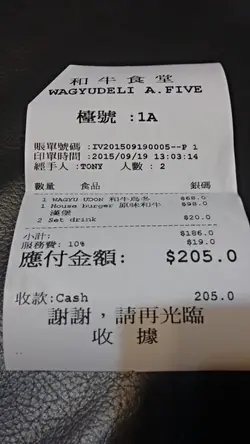 和牛食堂
WAGYUDELI A.FIVE
檯號 :1A
賬單號碼 :IV201509190005--P 1
印單時間 :2015/09/19 13:03:14
經手人 :TONY 人數 : 2
數量 食品 銀碼
1 WAGYU UDON 和牛烏冬 $68.0
1 House burger 原味和牛漢堡 $98.0
2 Set drink $20.0
小計: $186.0
服務費: 10% $19.0
應付金額: $205.0
收款:Cash 205.0
謝謝,請再光臨
收 據